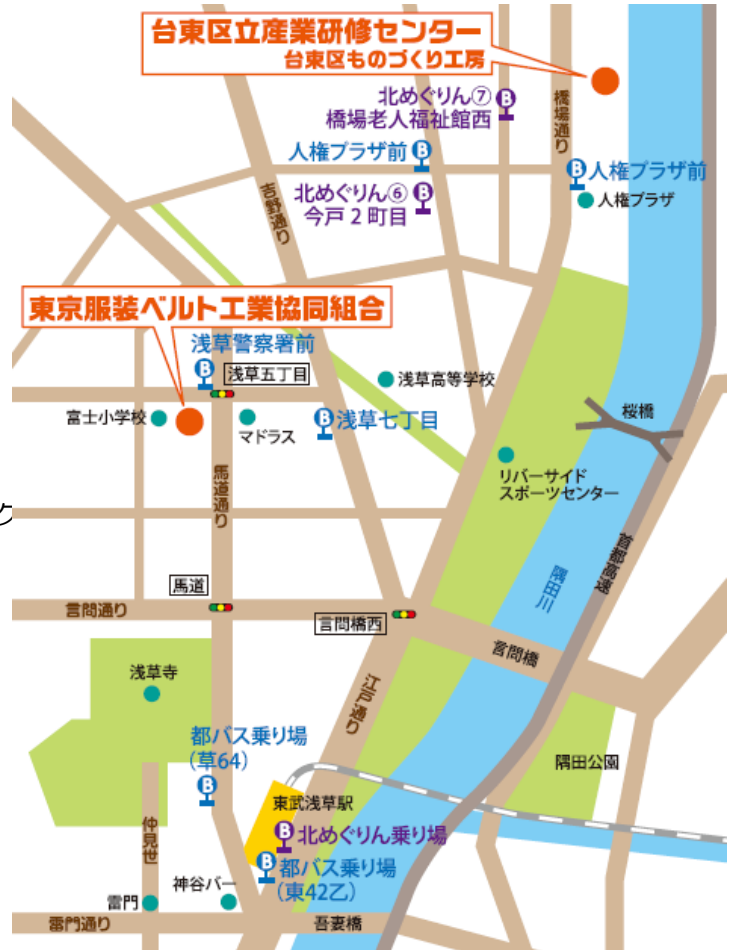 台東区立産業研修センター
台東区ものづくり工房
北めぐりん⑦
橋場老人福祉館西
橋場通り
人権プラザ前
人権プラザ前
人権プラザ
北めぐりん⑥
今戸2町目
吉野通り
東京服装ベルト工業協同組合
浅草警察署前
浅草五丁目
浅草高等学校
富士小学校
マドラス
浅草七丁目
桜橋
リバーサイド
スポーツセンター
馬道通り
ク
首都高速
隅田川
馬道
言問通り
言問橋西
言問橋
浅草寺
江戸通り
都バス乗り場
(草64)
隅田公園
東武浅草駅
北めぐりん乗り場
仲見世
都バス乗り場
(東42乙)
神谷バー
雷門
雷門通り
吾妻橋
B
B
B
B
B
B
B
B
B